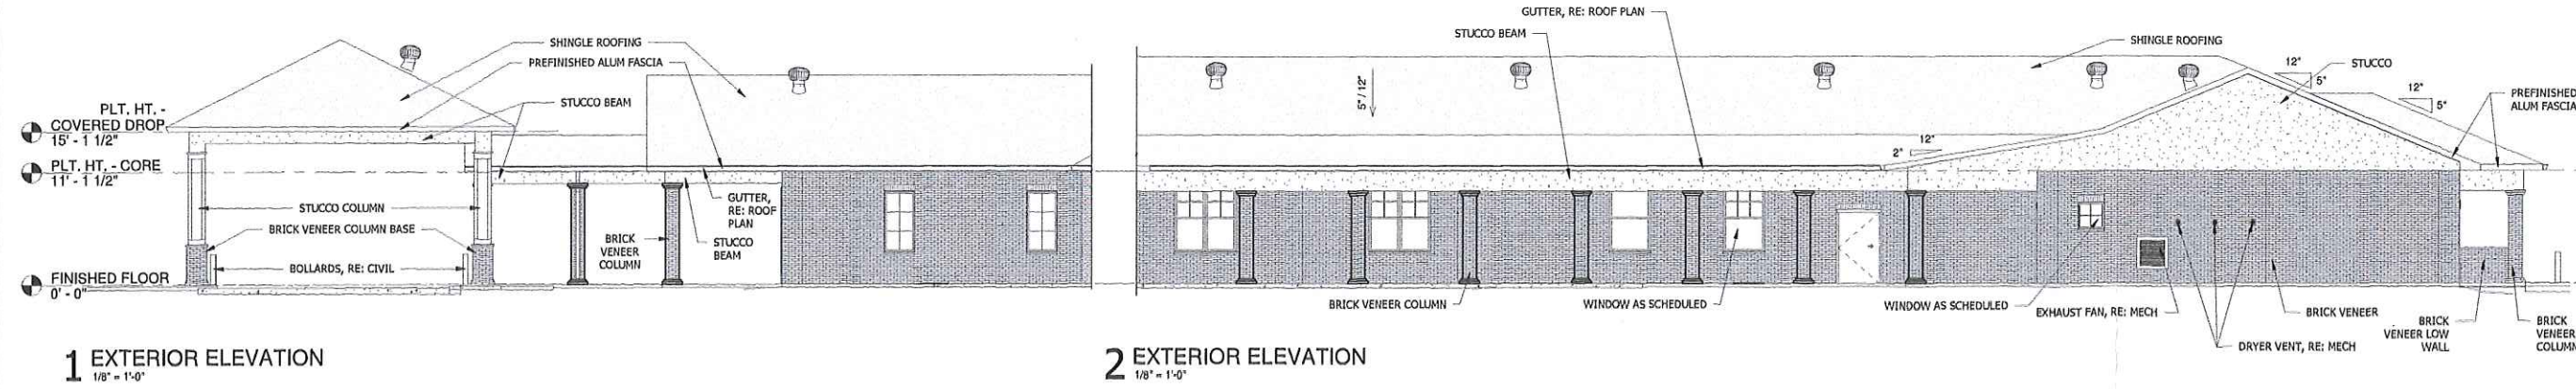 PLT. HT. -
COVERED DROP
15' - 1 1/2"
PLT. HT. - CORE
11' - 1 1/2"
FINISHED FLOOR
0' - 0"
SHINGLE ROOFING
PREFINISHED ALUM FASCIA
STUCCO BEAM
STUCCO COLUMN
BRICK VENEER COLUMN BASE
BOLLARDS, RE: CIVIL
BRICK
VENEER
COLUMN
GUTTER,
RE: ROOF
PLAN
STUCCO
BEAM
1 EXTERIOR ELEVATION
1/8" = 1'-0"
GUTTER, RE: ROOF PLAN
STUCCO BEAM
SHINGLE ROOFING
5" / 12"
12"
5"
STUCCO
12"
5"
PREFINISHED
ALUM FASCIA
12"
2"
BRICK VENEER COLUMN
WINDOW AS SCHEDULED
WINDOW AS SCHEDULED
EXHAUST FAN, RE: MECH
BRICK VENEER
DRYER VENT, RE: MECH
BRICK
VENEER LOW
WALL
BRICK
VENEER
COLUMN
2 EXTERIOR ELEVATION
1/8" = 1'-0"